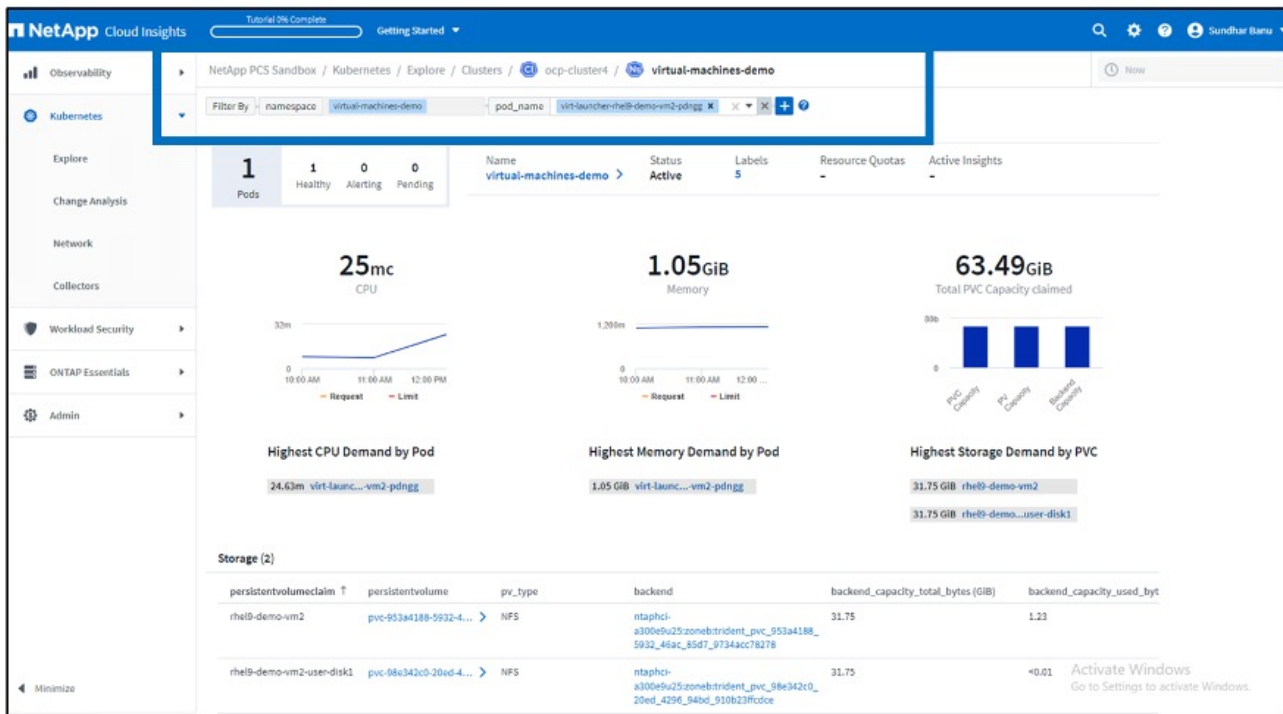 NetApp Cloud Insights
Tutorial 0% Complete
Getting Started
Sundhar Banu
Observability
Kubernetes
Explore
Change Analysis
Network
Collectors
Workload Security
ONTAP Essentials
Admin
Minimize
NetApp PCS Sandbox / Kubernetes / Explore / Clusters / ocp-cluster4 / virtual-machines-demo
Now
Filter By namespace virtual-machines-demo pod_name virt-launcher-rhel9-demo-vm2-pdngg
1
Pods
1 0 0
Healthy Alerting Pending
Name Status Labels Resource Quotas Active Insights
virtual-machines-demo Active 5 - -
25mc
CPU
32m
0
10:00 AM 11:00 AM 12:00 PM
Request Limit
1.05GiB
Memory
1,200m
0
10:00 AM 11:00 AM 12:00 ...
Request Limit
63.49GiB
Total PVC Capacity claimed
0
PVC Capacity
PV Capacity
Backend Capacity
Highest CPU Demand by Pod
24.63m virt-launc...-vm2-pdngg
Highest Memory Demand by Pod
1.05 GiB virt-launc...-vm2-pdngg
Highest Storage Demand by PVC
31.75 GiB rhel9-demo-vm2
31.75 GiB rhel9-demo...user-disk1
Storage (2)
persistentvolumeclaim ↑ persistentvolume pv_type backend backend_capacity_total_bytes (GiB) backend_capacity_used_byt
rhel9-demo-vm2 pvc-953a4188-5932-4... NFS ntaphci- 31.75 1.23
a300e9u25:zoneb:trident_pvc_953a4188_
5932_46ac_85d7_9734acc78278
rhel9-demo-vm2-user-disk1 pvc-98e342c0-20ed-4... NFS ntaphci- 31.75 <0.01
a300e9u25:zoneb:trident_pvc_98e342c0_
20ed_4296_94bd_910b23ffcdce
Activate Windows
Go to Settings to activate Windows.